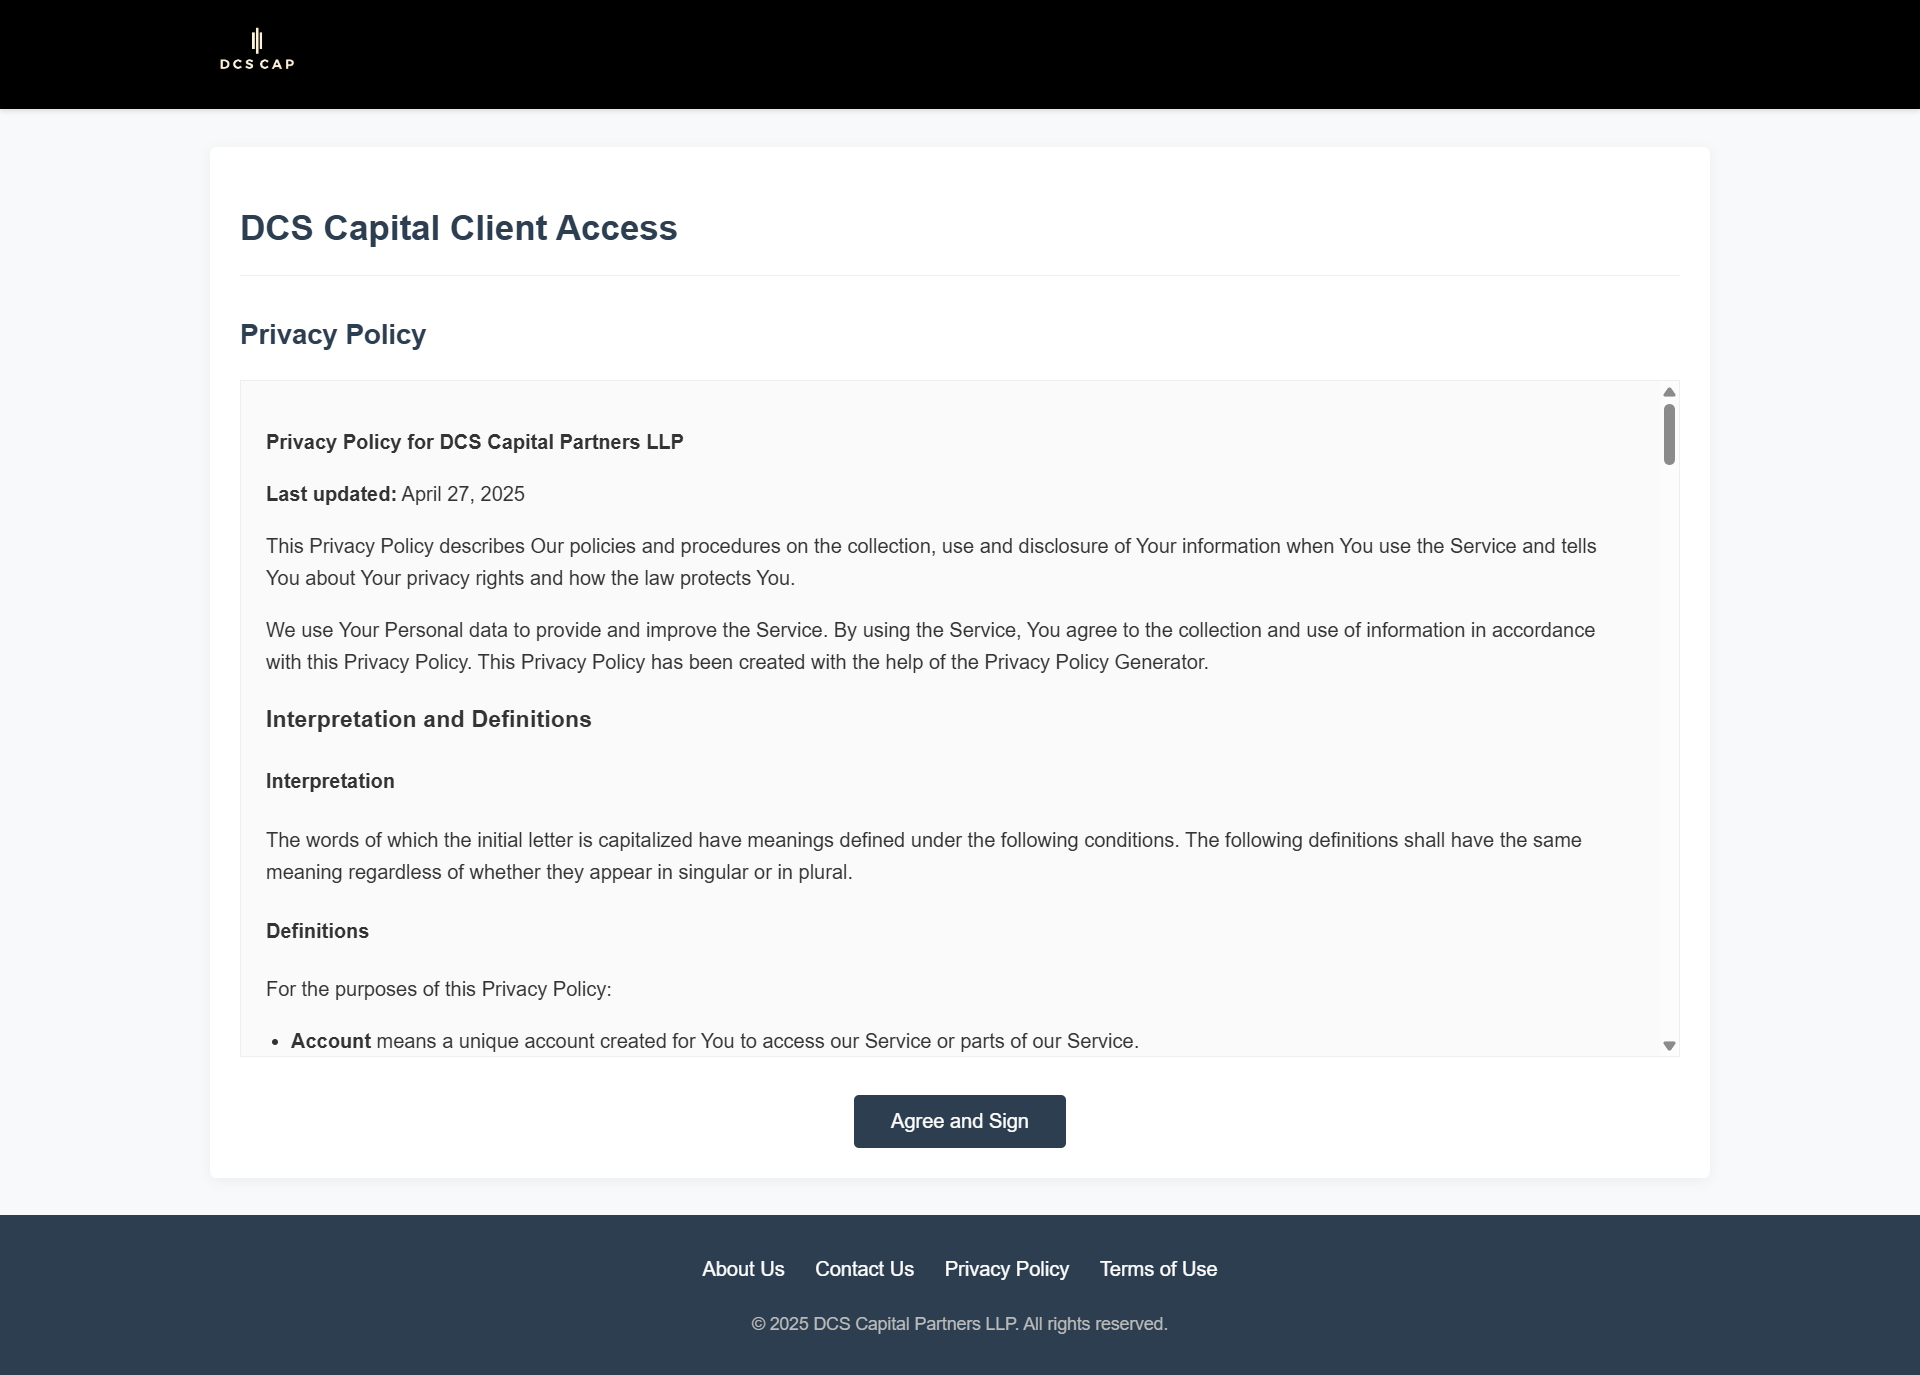 DCS CAP
DCS Capital Client Access
Privacy Policy
Privacy Policy for DCS Capital Partners LLP
Last updated: April 27, 2025
This Privacy Policy describes Our policies and procedures on the collection, use and disclosure of Your information when You use the Service and tells
You about Your privacy rights and how the law protects You.
We use Your Personal data to provide and improve the Service. By using the Service, You agree to the collection and use of information in accordance
with this Privacy Policy. This Privacy Policy has been created with the help of the Privacy Policy Generator.
Interpretation and Definitions
Interpretation
The words of which the initial letter is capitalized have meanings defined under the following conditions. The following definitions shall have the same
meaning regardless of whether they appear in singular or in plural.
Definitions
For the purposes of this Privacy Policy:
• Account means a unique account created for You to access our Service or parts of our Service.
Agree and Sign
About Us Contact Us Privacy Policy Terms of Use
© 2025 DCS Capital Partners LLP. All rights reserved.